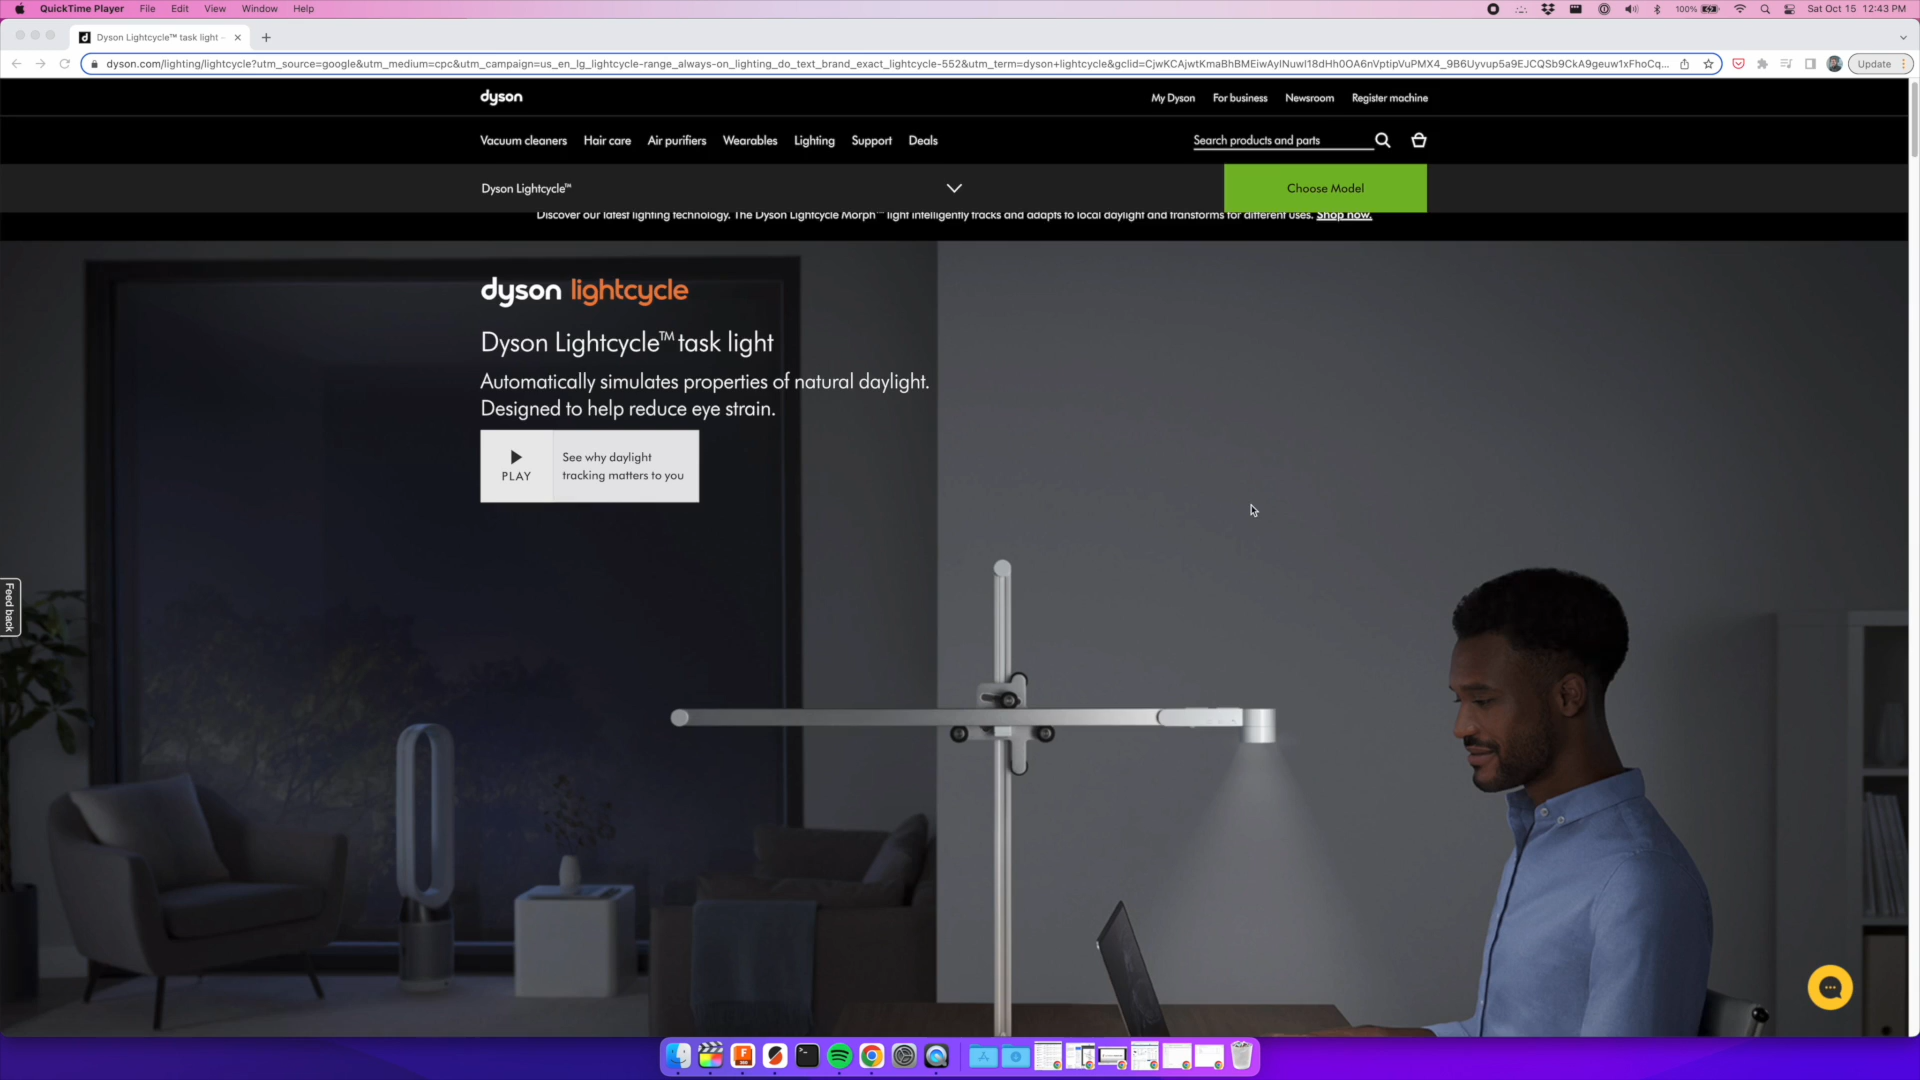 QuickTime Player File Edit View Window Help
100% Sat Oct 15 12:43 PM
Dyson Lightcycle™ task light
dyson.com/lighting/lightcycle?utm_source=google&utm_medium=cpc&utm_campaign=us_en_lg_lightcycle-range_always-on_lighting_do_text_brand_exact_lightcycle-552&utm_term=dyson+lightcycle&gclid=
Update
dyson
My Dyson For business Newsroom Register machine
Vacuum cleaners Hair care Air purifiers Wearables Lighting Support Deals
Search products and parts
Dyson Lightcycle™
Choose Model
Discover our latest lighting technology. The Dyson Lightcycle Morph™ light intelligently tracks and adapts to local daylight and transforms for different uses. Shop now.
dyson lightcycle
Dyson Lightcycle™ task light
Automatically simulates properties of natural daylight.
Designed to help reduce eye strain.
PLAY
See why daylight
tracking matters to you
Feed back